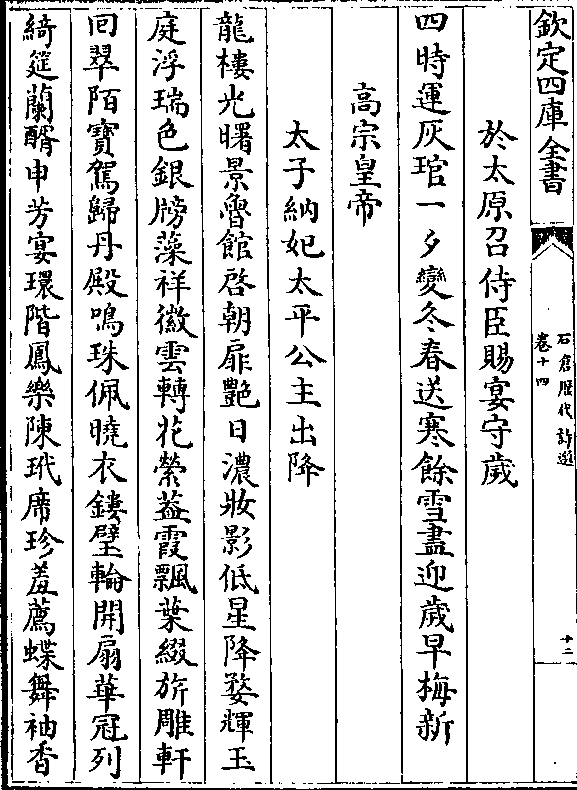 欽定四庫全書
石倉歷代詩選
卷十四
十二
於太原召侍臣賜宴守歲
四時運灰琯一夕變冬春送寒餘雪盡迎歲早梅新
高宗皇帝
太子納妃太平公主出降
龍樓光曙景魯館啓朝扉艷日濃妝影低星降婺輝玉
庭浮瑞色銀牓藻祥徽雲轉花縈葢霞飄葉綴旂雕軒
囘翠陌寶駕歸丹殿鳴珠佩曉衣鏤璧輪開扇華冠列
綺筵蘭醑申芳宴環階鳳樂陳玳席珍羞薦蝶舞袖香